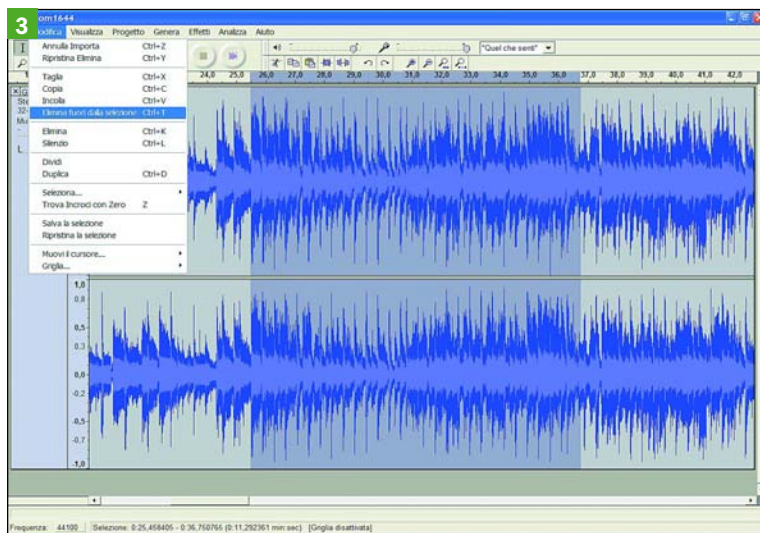 3
om1644
Modifica Visualizza Progetto Genera Effetti Analizza Aiuto
Annulla Importa Ctrl+Z
Ripristina Elimina Ctrl+Y
Taglia Ctrl+X
Copia Ctrl+C
Incolla Ctrl+V
Elimina fuori dalla selezione Ctrl+T
Elimina Ctrl+K
Silenzio Ctrl+L
Dividi
Duplica Ctrl+D
Seleziona...
Trova Incroci con Zero Z
Salva la selezione
Ripristina la selezione
Muovi il cursore...
Griglia...
"Quel che senti"
24,0 25,0 26,0 27,0 28,0 29,0 30,0 31,0 32,0 33,0 34,0 35,0 36,0 37,0 38,0 39,0 40,0 41,0 42,0
L
1,0
0,8
0,5
0,3
0,0
-0,2
-0,5
-0,7
-1,0
Frequenza: 44100 Selezione: 0:25,458405 - 0:36,750765 (0:11,292361 min:sec) [Griglia disattivata]